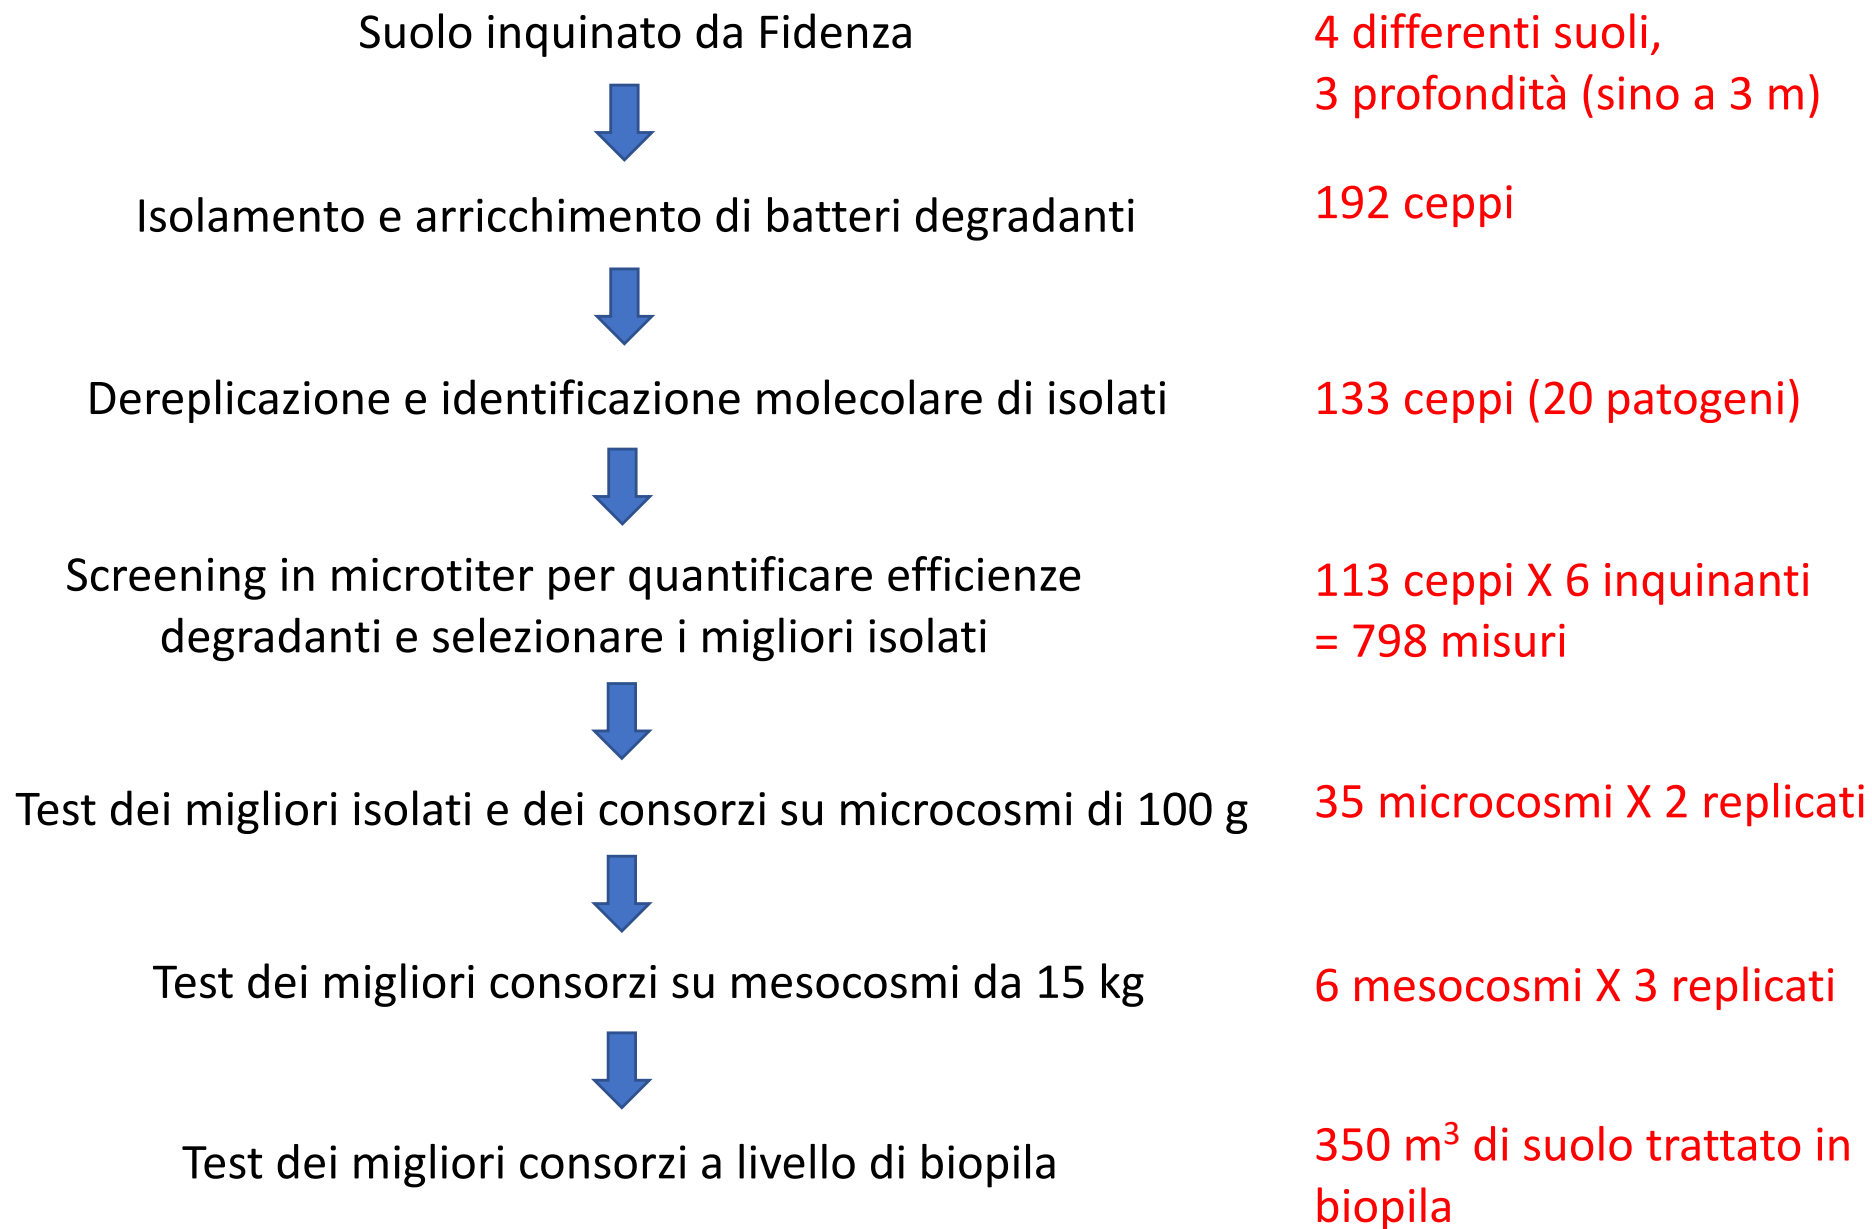 Suolo inquinato da Fidenza
4 differenti suoli,
3 profondità (sino a 3 m)
Isolamento e arricchimento di batteri degradanti
192 ceppi
Dereplicazione e identificazione molecolare di isolati
133 ceppi (20 patogeni)
Screening in microtiter per quantificare efficienze
degradanti e selezionare i migliori isolati
113 ceppi X 6 inquinanti
= 798 misuri
Test dei migliori isolati e dei consorzi su microcosmi di 100 g
35 microcosmi X 2 replicati
Test dei migliori consorzi su mesocosmi da 15 kg
6 mesocosmi X 3 replicati
Test dei migliori consorzi a livello di biopila
350 m³ di suolo trattato in
biopila